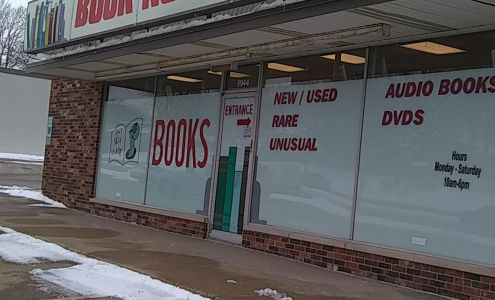 BOOK
BOOKS
6944
ENTRANCE
NEW / USED
RARE
UNUSUAL
AUDIO BOOKS
DVDS
Hours
Monday - Saturday
10am-6pm